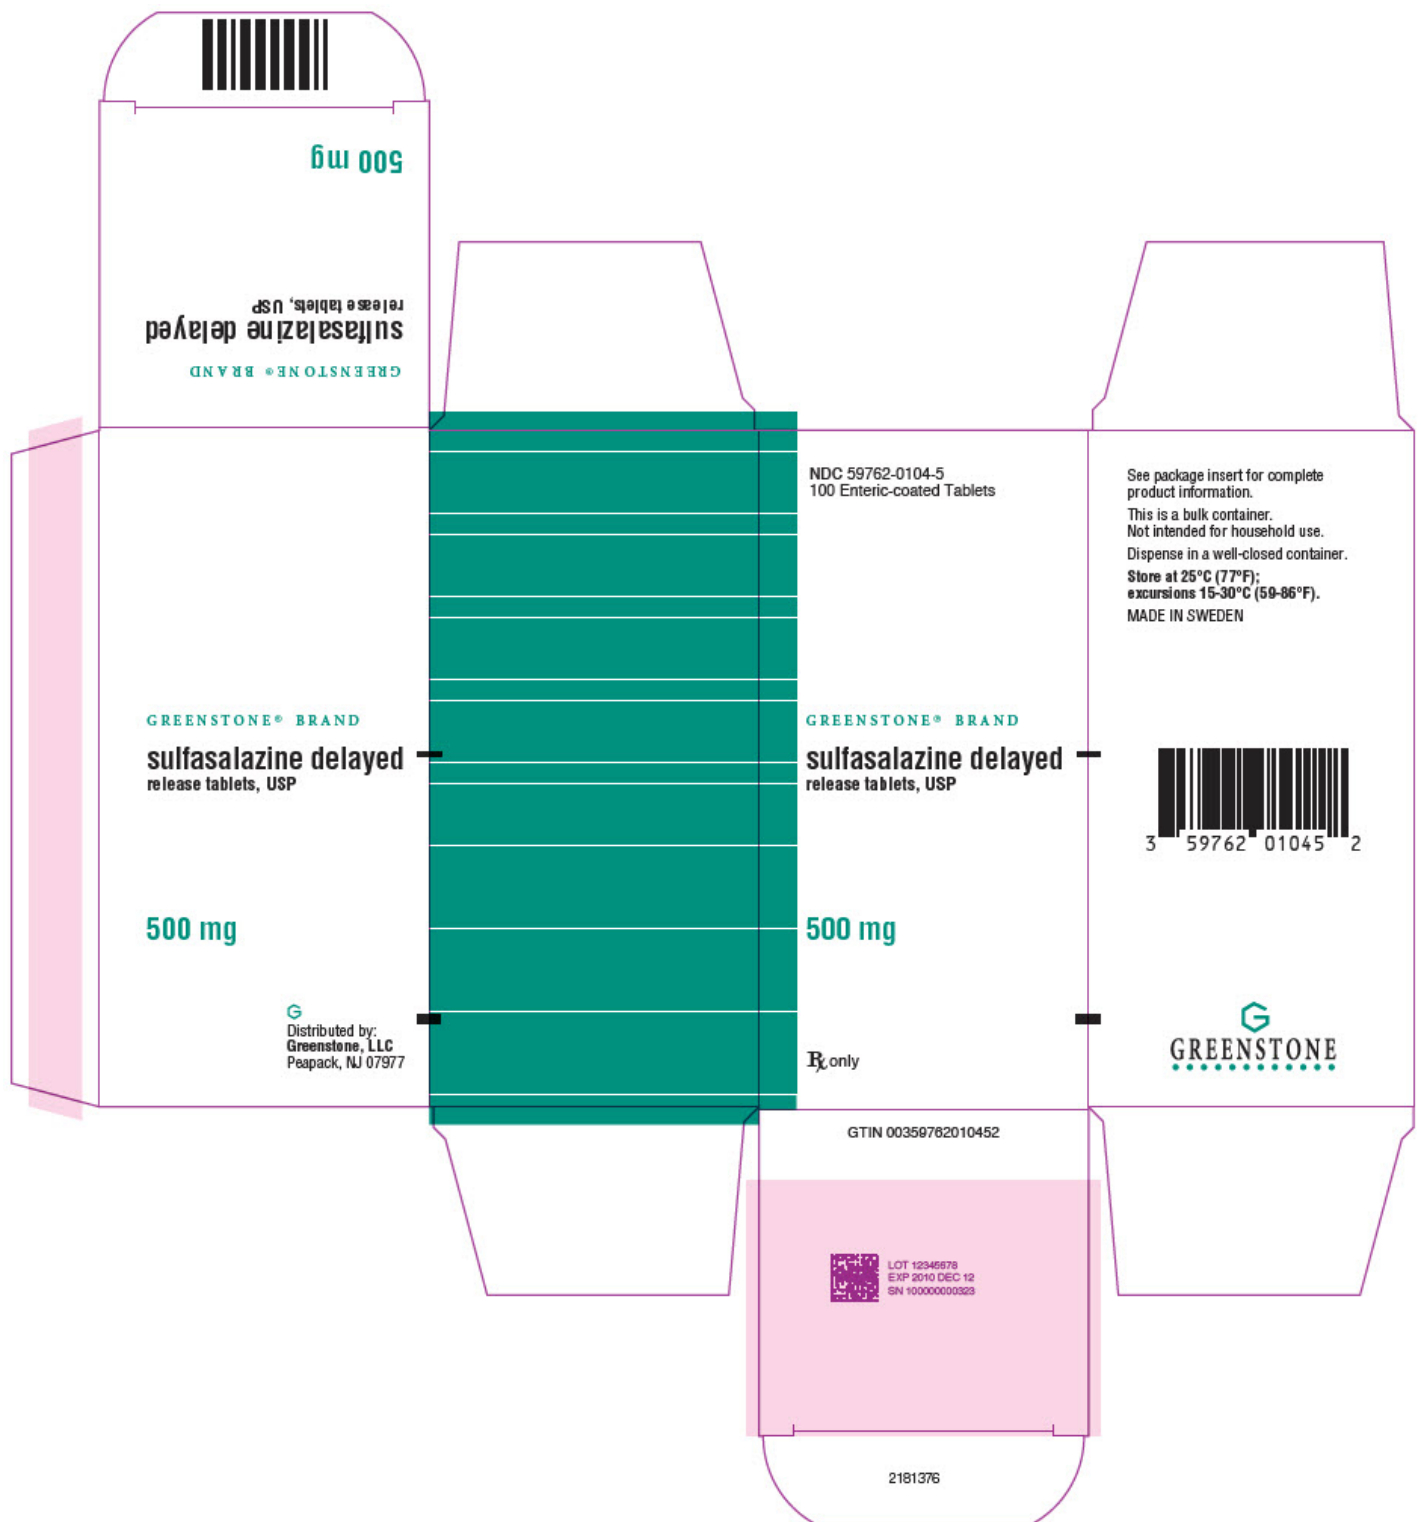 500 mg
release tablets, USP
sulfasalazine delayed
GREENSTONE® BRAND
GREENSTONE® BRAND
sulfasalazine delayed
release tablets, USP
500 mg
G
Distributed by:
Greenstone, LLC
Peapack, NJ 07977
NDC 59762-0104-5
100 Enteric-coated Tablets
GREENSTONE® BRAND
sulfasalazine delayed
release tablets, USP
500 mg
℞ only
See package insert for complete
product information.
This is a bulk container.
Not intended for household use.
Dispense in a well-closed container.
Store at 25°C (77°F);
excursions 15-30°C (59-86°F).
MADE IN SWEDEN
3 59762 01045 2
G
GREENSTONE
GTIN 00359762010452
LOT 12345678
EXP 2010 DEC 12
SN 100000000323
2181376